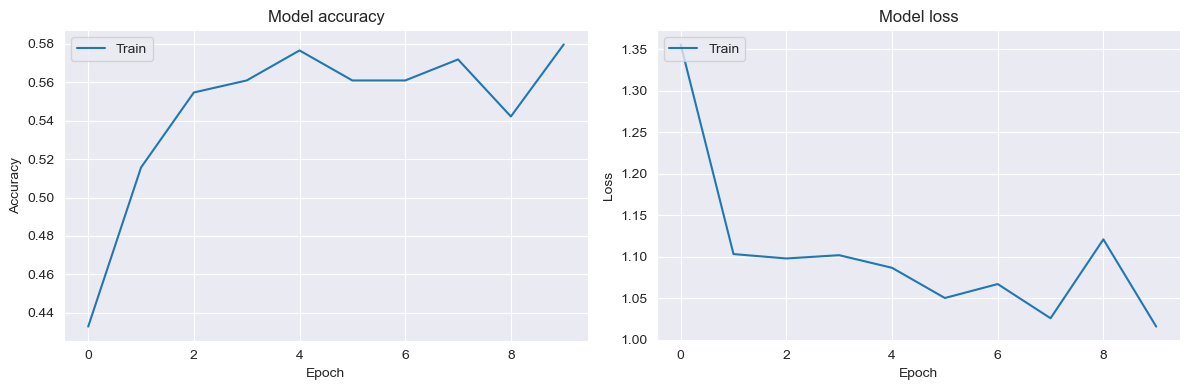 Model accuracy
Train
0.58
0.56
0.54
0.52
0.50
0.48
0.46
0.44
Accuracy
0 2 4 6 8
Epoch
Model loss
Train
1.35
1.30
1.25
1.20
1.15
1.10
1.05
1.00
Loss
0 2 4 6 8
Epoch